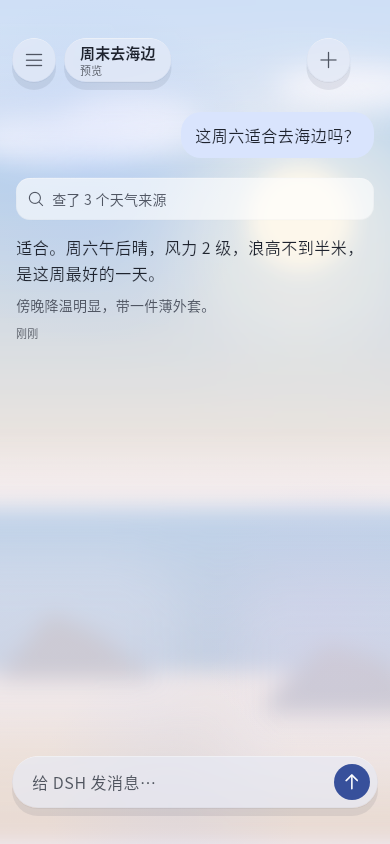 周末去海边
预览
这周六适合去海边吗？
查了 3 个天气来源
适合。周六午后晴，风力 2 级，浪高不到半米，
是这周最好的一天。
傍晚降温明显，带一件薄外套。
刚刚
给 DSH 发消息…